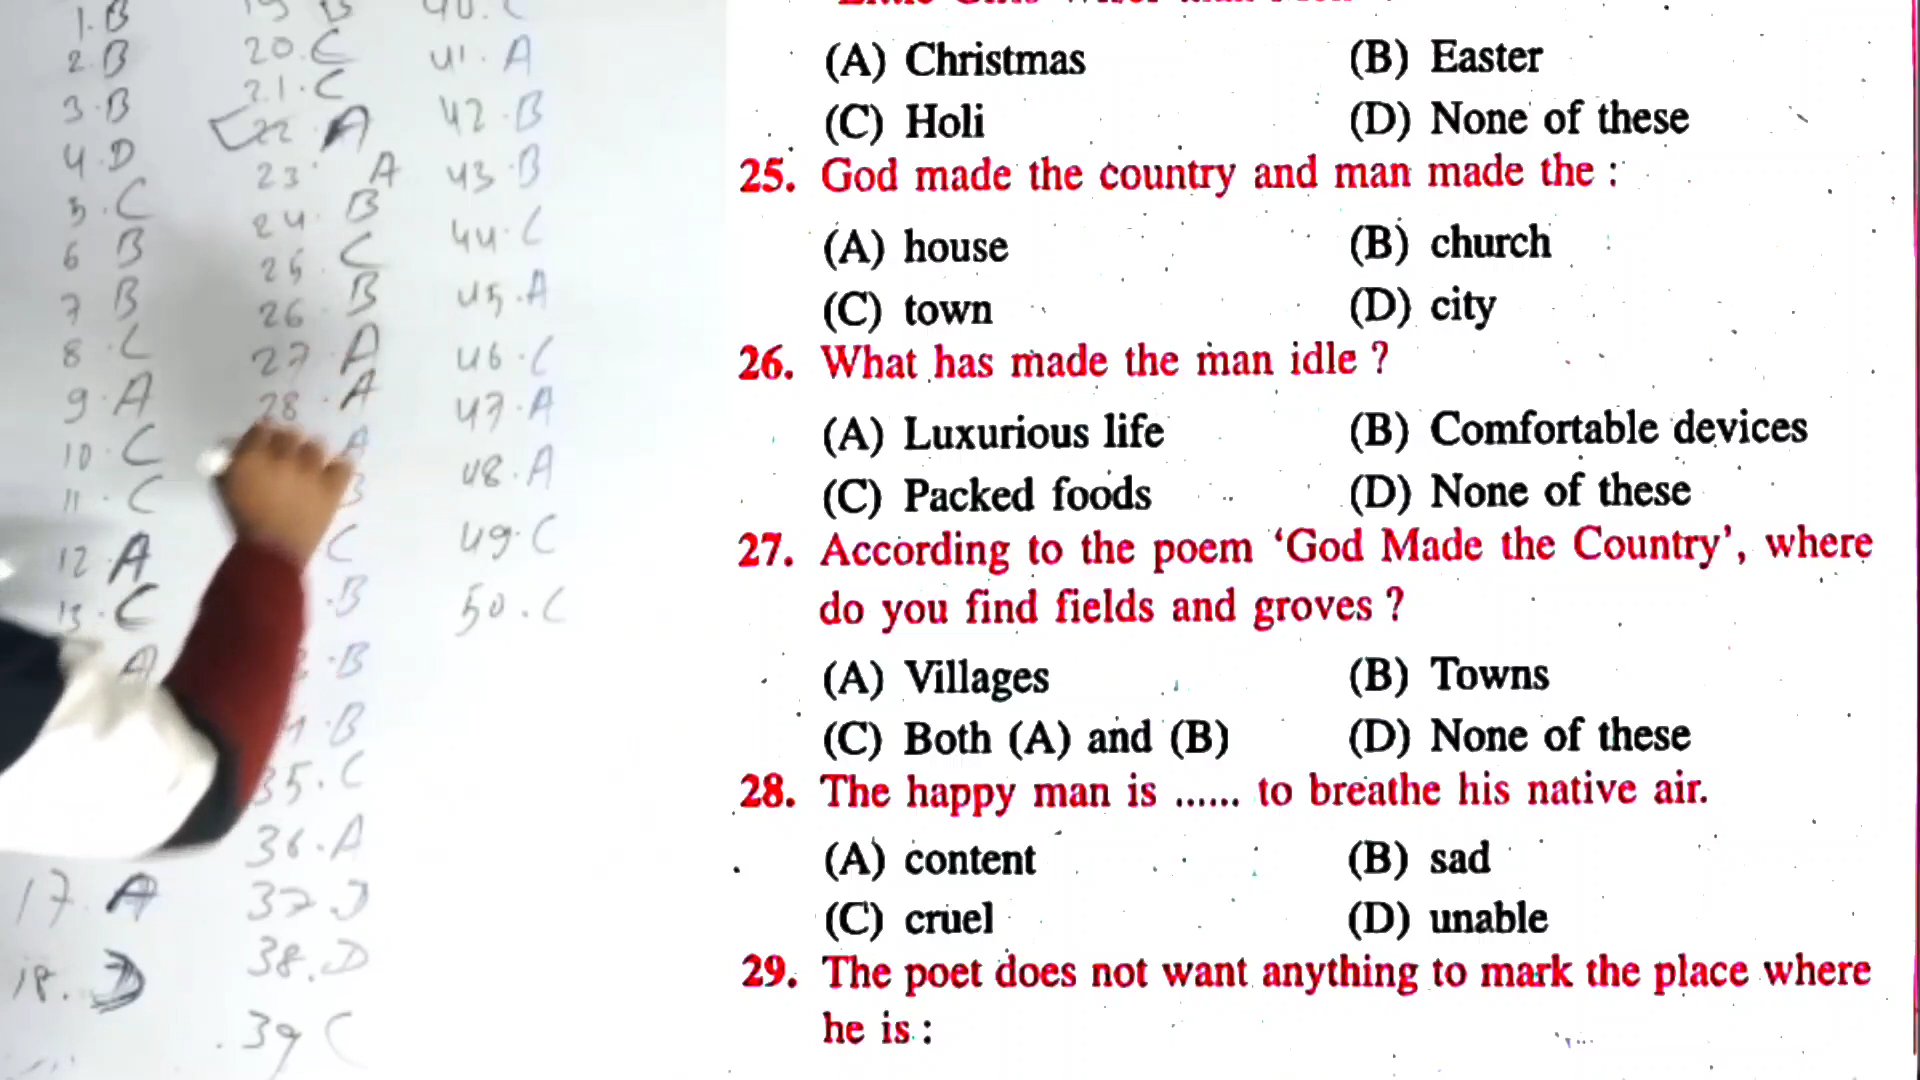 1. B
2. B
3. B
4. D
5. C
6 B
7 B
8 C
9. A
10. C
11. C
12 A
13. C
A
17. A
18. D
B
20. C
21. C
22. A
23. A
24. B
25. C
26. B
27 A
28. A
A
B
C
.B
.B
.B
35. C
36. A
37. D
38. D
39 C
40. C
41. A
42. B
43. B
44. C
45. A
46. C
47. A
48. A
49. C
50. C
(A) Christmas (B) Easter
(C) Holi (D) None of these
25. God made the country and man made the :
(A) house (B) church
(C) town (D) city
26. What has made the man idle ?
(A) Luxurious life (B) Comfortable devices
(C) Packed foods (D) None of these
27. According to the poem ‘God Made the Country’, where
do you find fields and groves ?
(A) Villages (B) Towns
(C) Both (A) and (B) (D) None of these
28. The happy man is ...... to breathe his native air.
(A) content (B) sad
(C) cruel (D) unable
29. The poet does not want anything to mark the place where
he is :